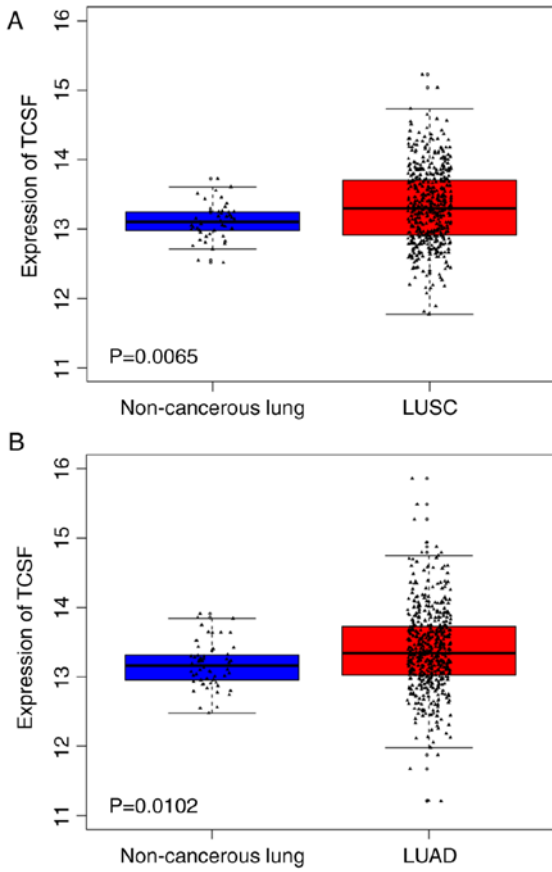 A
Expression of TCSF
16
15
14
13
12
11
P=0.0065
Non-cancerous lung LUSC
B
Expression of TCSF
16
15
14
13
12
11
P=0.0102
Non-cancerous lung LUAD